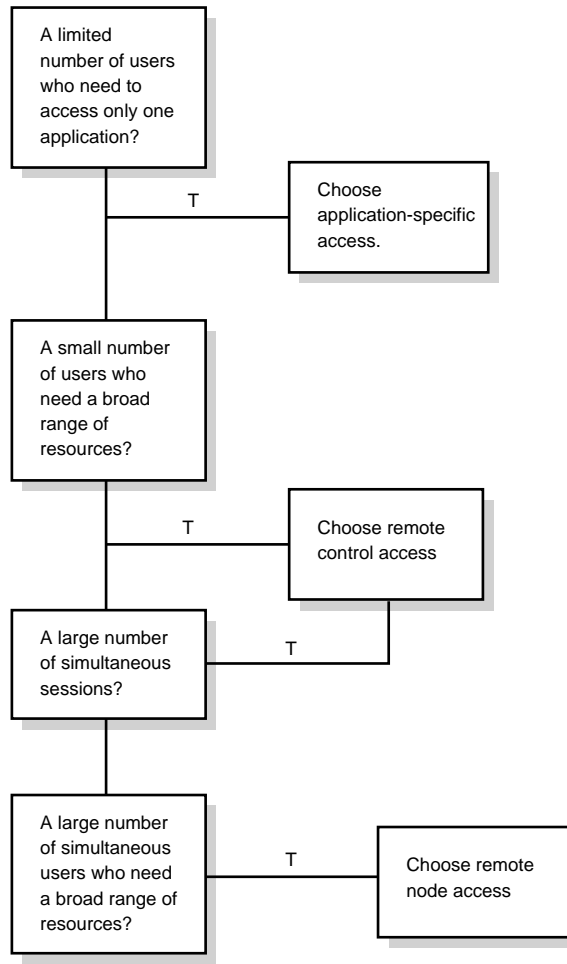 A limited
number of users
who need to
access only one
application?
T
Choose
application-specific
access.
A small number
of users who
need a broad
range of
resources?
T
Choose remote
control access
A large number
of simultaneous
sessions?
T
A large number
of simultaneous
users who need
a broad range of
resources?
T
Choose remote
node access